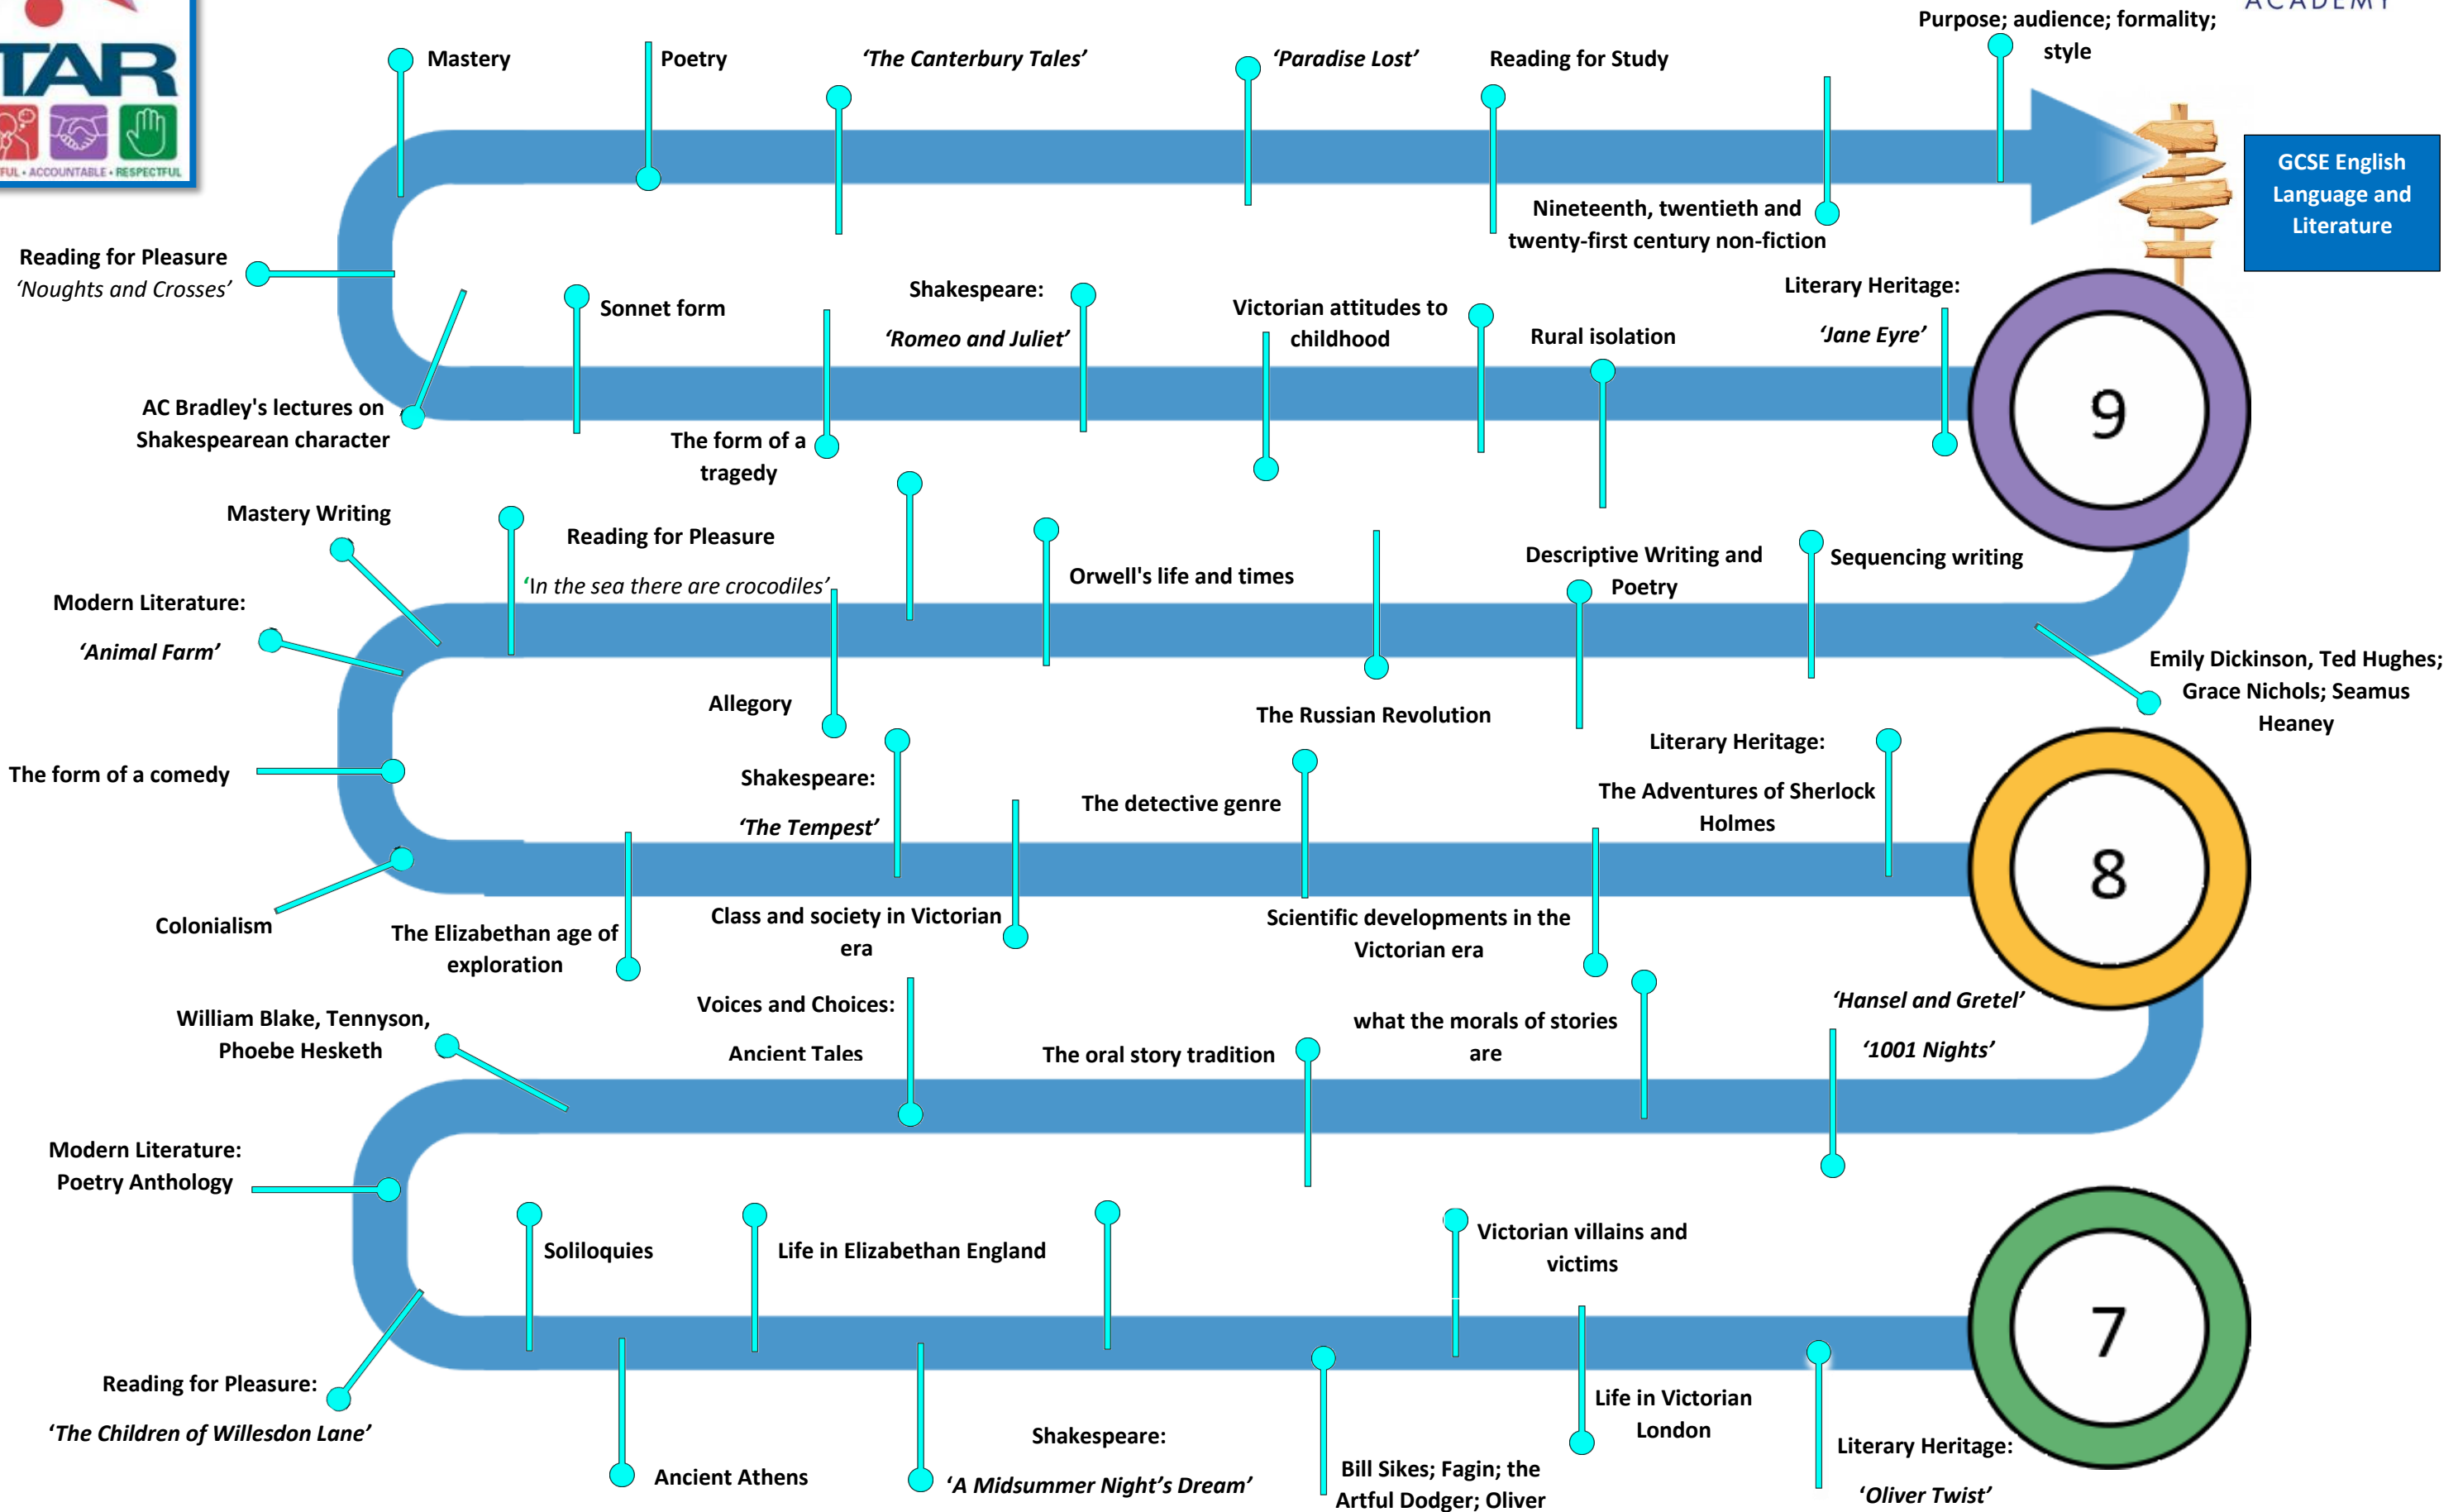 ACADEMY
TAR
FUL • ACCOUNTABLE • RESPECTFUL
Purpose; audience; formality;
style
Mastery
Poetry
‘The Canterbury Tales’
‘Paradise Lost’
Reading for Study
GCSE English
Language and
Literature
Nineteenth, twentieth and
twenty-first century non-fiction
Reading for Pleasure
‘Noughts and Crosses’
AC Bradley's lectures on
Shakespearean character
Sonnet form
The form of a
tragedy
Shakespeare:
‘Romeo and Juliet’
Victorian attitudes to
childhood
Rural isolation
Literary Heritage:
‘Jane Eyre’
9
Mastery Writing
Reading for Pleasure
‘In the sea there are crocodiles’
Orwell's life and times
Descriptive Writing and
Poetry
Sequencing writing
Modern Literature:
‘Animal Farm’
Allegory
The Russian Revolution
Emily Dickinson, Ted Hughes;
Grace Nichols; Seamus
Heaney
The form of a comedy
Shakespeare:
‘The Tempest’
The detective genre
Literary Heritage:
The Adventures of Sherlock
Holmes
8
Colonialism
The Elizabethan age of
exploration
Class and society in Victorian
era
Scientific developments in the
Victorian era
William Blake, Tennyson,
Phoebe Hesketh
Voices and Choices:
Ancient Tales
The oral story tradition
what the morals of stories
are
‘Hansel and Gretel’
‘1001 Nights’
Modern Literature:
Poetry Anthology
Soliloquies
Life in Elizabethan England
Victorian villains and
victims
7
Reading for Pleasure:
‘The Children of Willesdon Lane’
Ancient Athens
Shakespeare:
‘A Midsummer Night’s Dream’
Bill Sikes; Fagin; the
Artful Dodger; Oliver
Life in Victorian
London
Literary Heritage:
‘Oliver Twist’